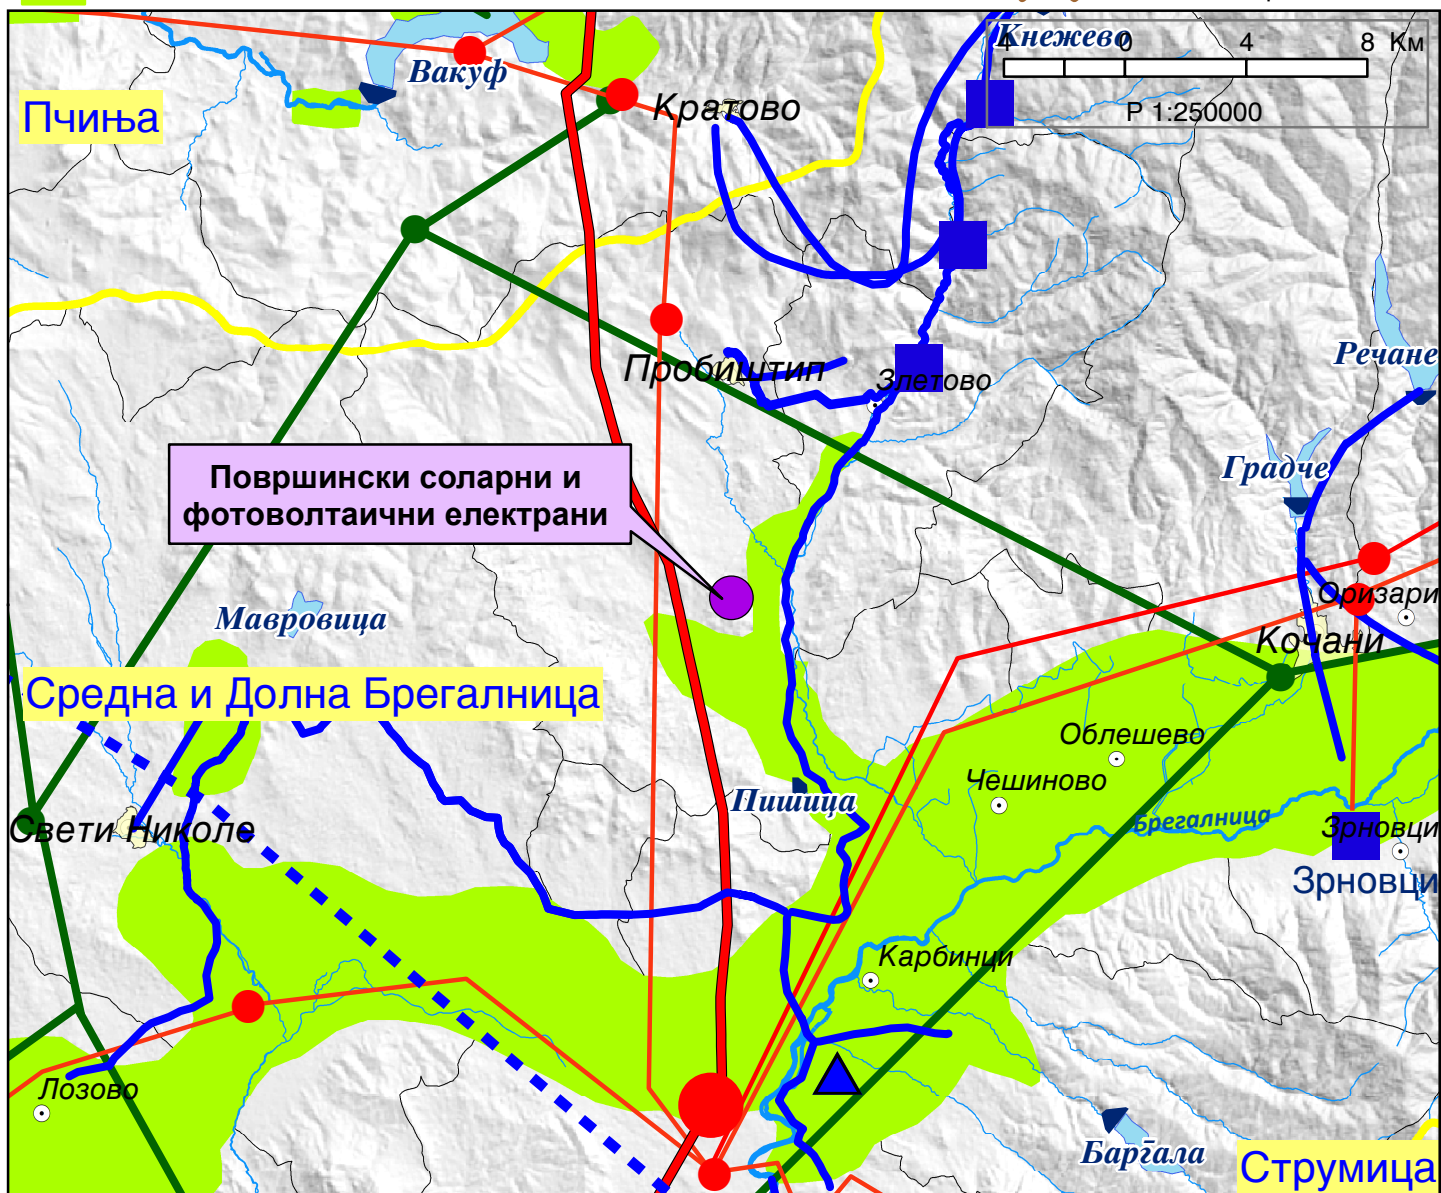 Кнежево
4 0 4 8 Км
Р 1:250000
Вакуф
Пчиња
Кратово
Речане
Пробиштип
Злетово
Површински соларни и
фотоволтаични електрани
Градче
Мавровица
Оризари
Кочани
Средна и Долна Брегалница
Облешево
Чешиново
Пишица
Брегалница
Свети Николе
Зрновци
Зрновци
Карбинци
Лозово
Баргала
Струмица